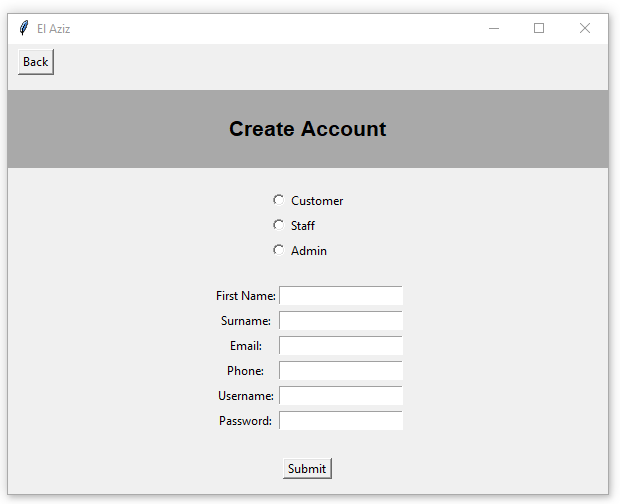 El Aziz
Back
Create Account
Customer
Staff
Admin
First Name:
Surname:
Email:
Phone:
Username:
Password:
Submit